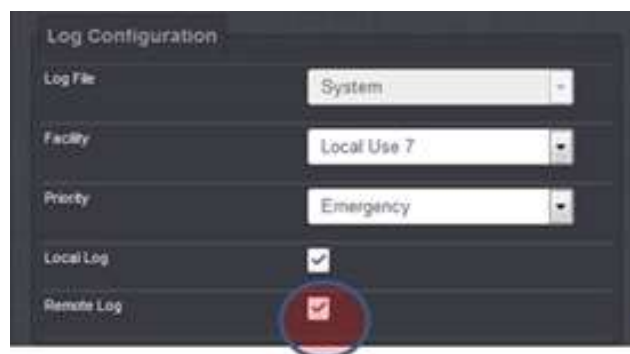 Log Configuration
Log File System
Facility Local Use 7
Priority Emergency
Local Log
Remote Log